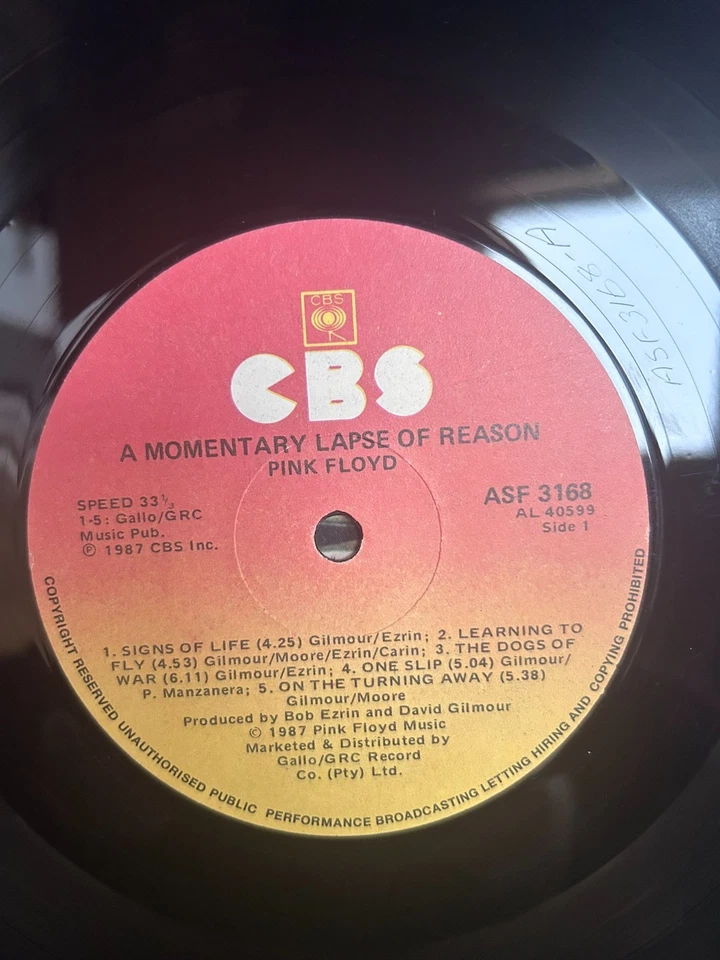 CBS
CBS
A MOMENTARY LAPSE OF REASON
PINK FLOYD
SPEED 33⅓
1-5: Gallo/GRC
Music Pub.
℗ 1987 CBS Inc.
ASF 3168
AL 40599
Side 1
1. SIGNS OF LIFE (4.25) Gilmour/Ezrin; 2. LEARNING TO
FLY (4.53) Gilmour/Moore/Ezrin/Carin; 3. THE DOGS OF
WAR (6.11) Gilmour/Ezrin; 4. ONE SLIP (5.04) Gilmour/
P. Manzanera; 5. ON THE TURNING AWAY (5.38)
Gilmour/Moore
Produced by Bob Ezrin and David Gilmour
© 1987 Pink Floyd Music
Marketed & Distributed by
Gallo/GRC Record
Co. (Pty) Ltd.
COPYRIGHT RESERVED UNAUTHORISED PUBLIC PERFORMANCE BROADCASTING LETTING HIRING AND COPYING PROHIBITED
ASF3168-A